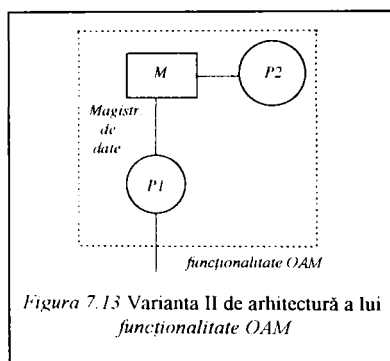 M
P2
Magistr.
de
date
P1
funcționalitate OAM
Figura 7.13 Varianta II de arhitectură a lui
funcționalitate OAM